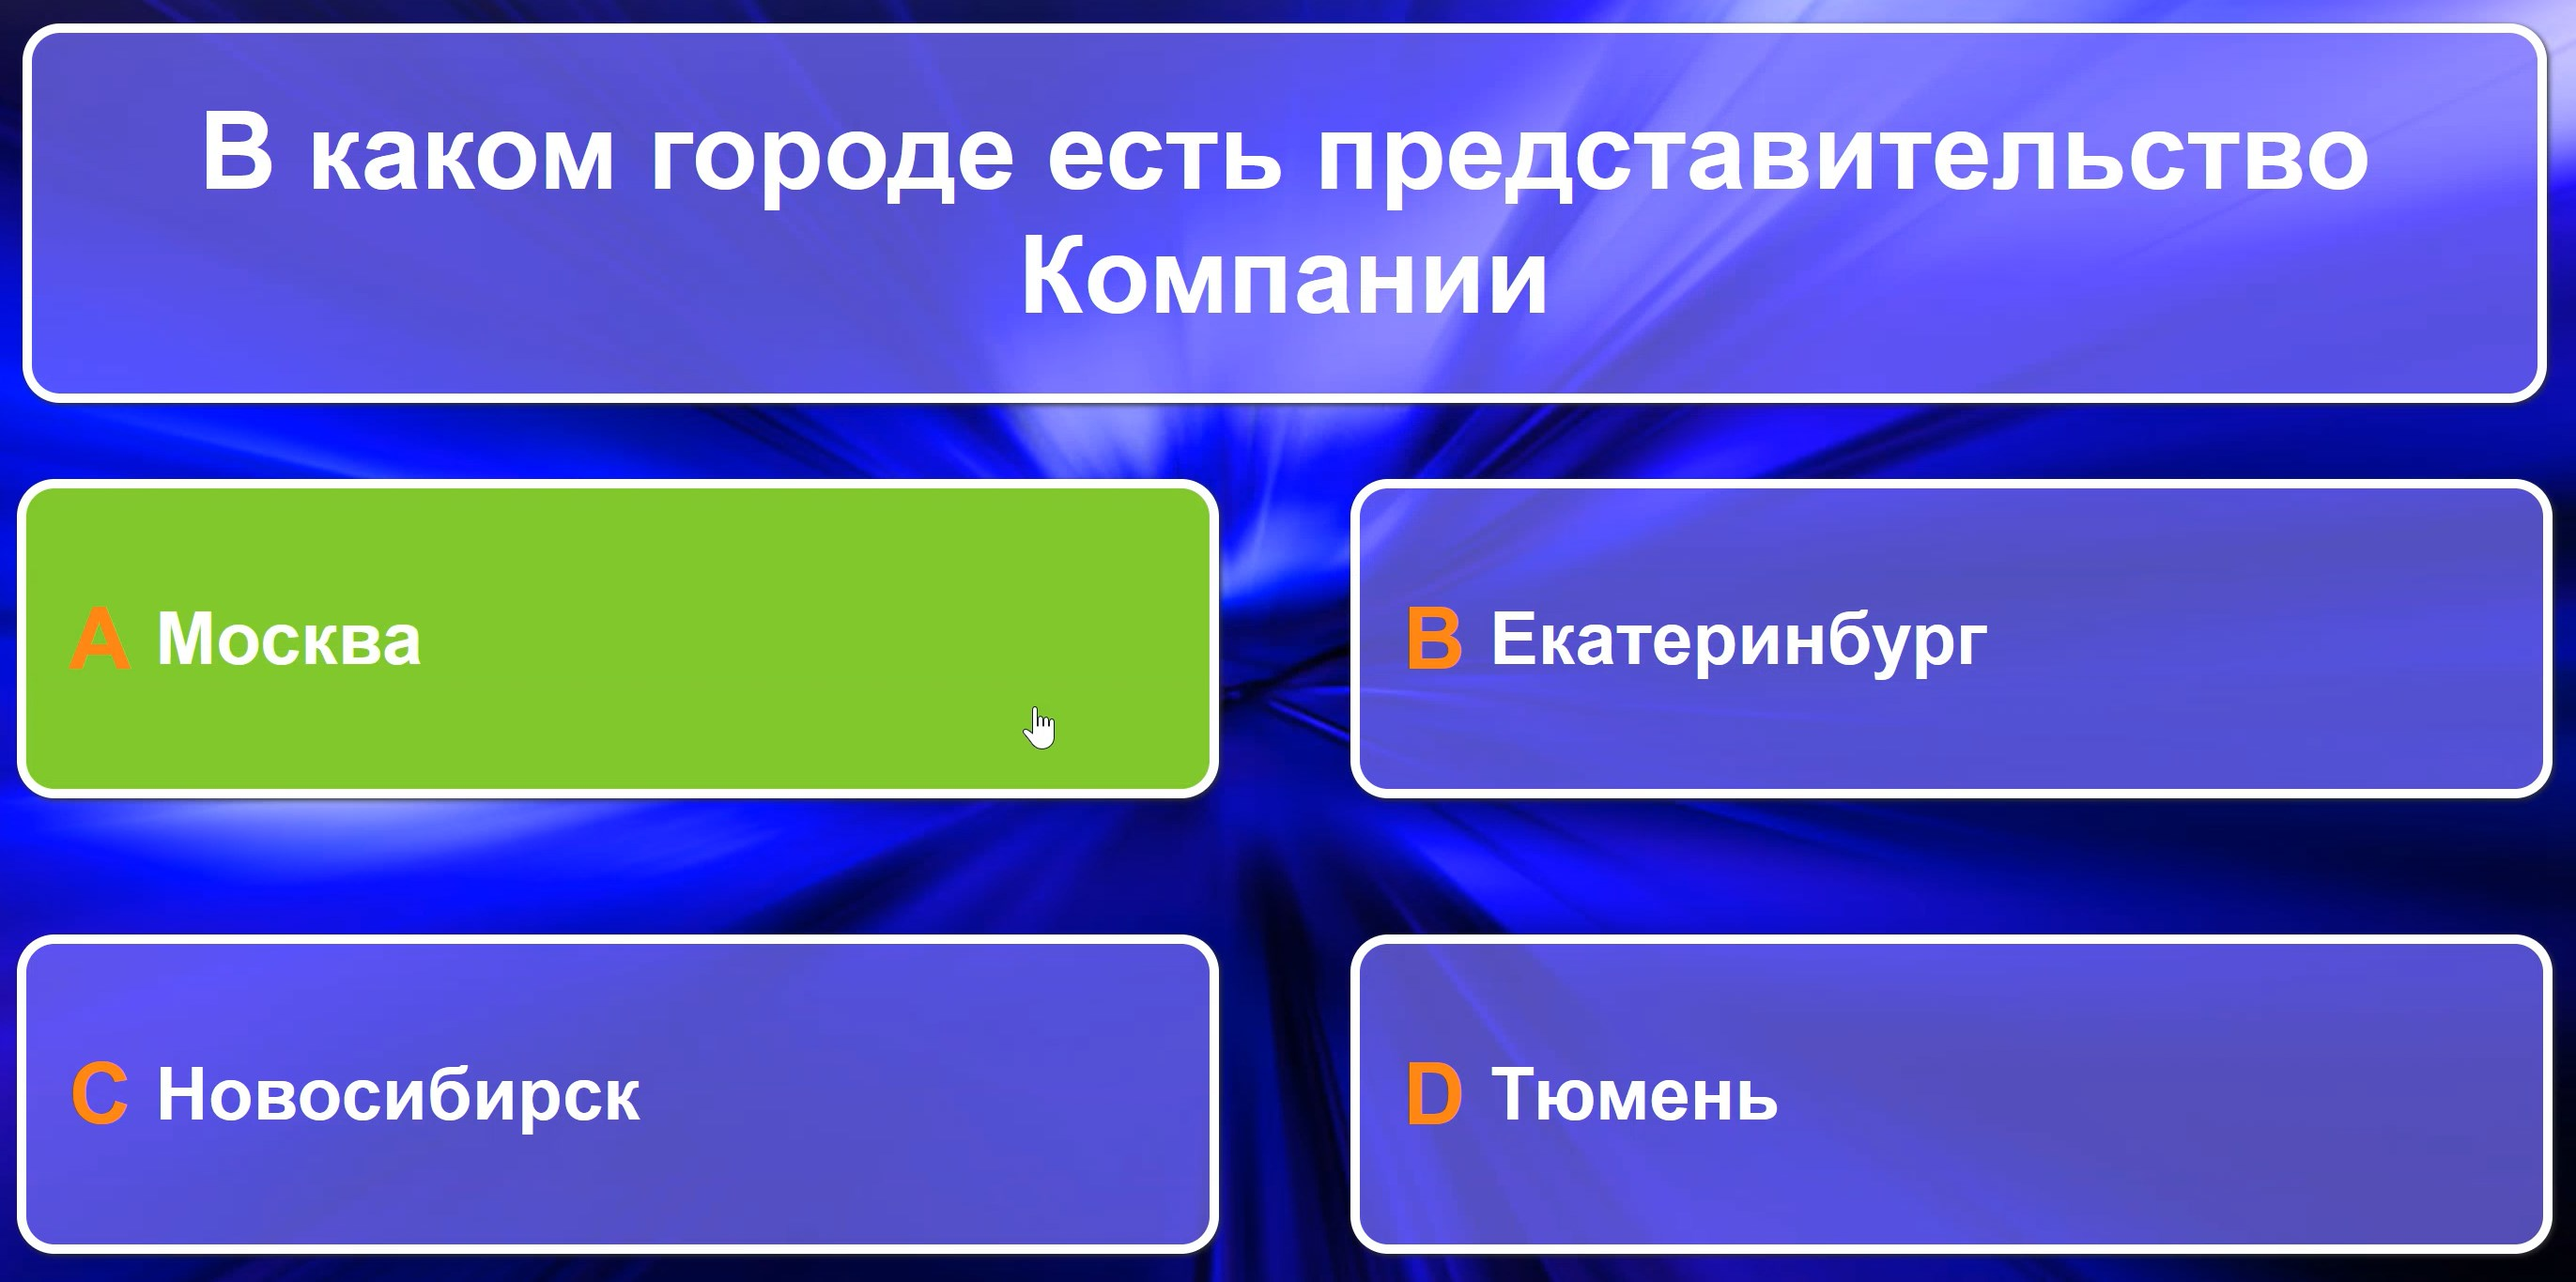 В каком городе есть представительство
Компании
A Москва
B Екатеринбург
C Новосибирск
D Тюмень